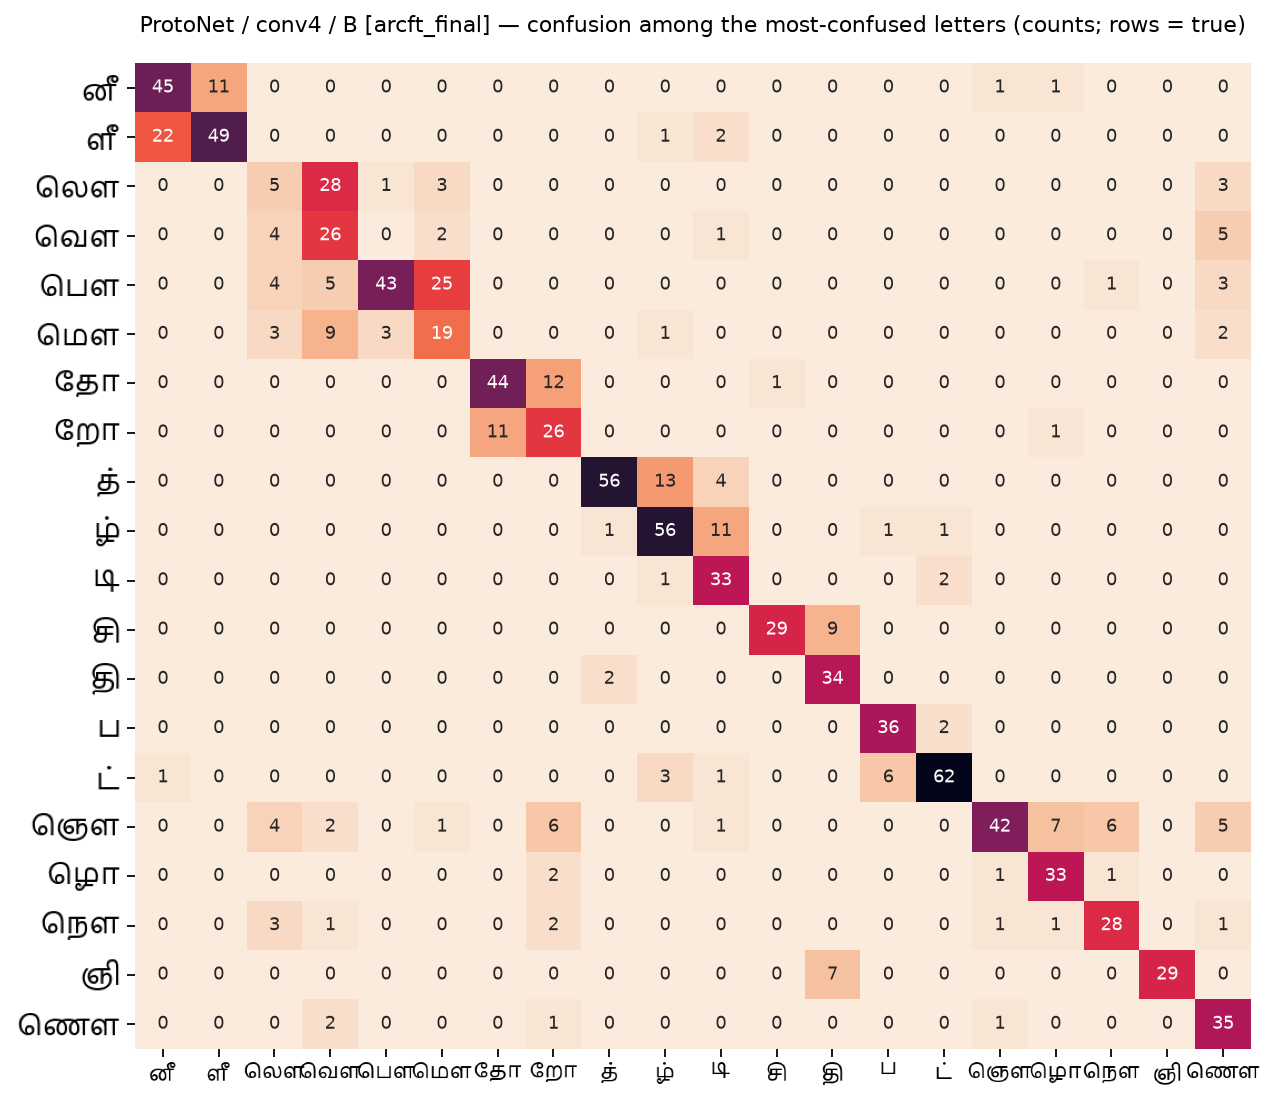 ProtoNet / conv4 / B [arcft_final] — confusion among the most-confused letters (counts; rows = true)
னீ 45 11 0 0 0 0 0 0 0 0 0 0 0 0 0 1 1 0 0 0
ளீ 22 49 0 0 0 0 0 0 0 1 2 0 0 0 0 0 0 0 0 0
லௌ 0 0 5 28 1 3 0 0 0 0 0 0 0 0 0 0 0 0 0 3
வௌ 0 0 4 26 0 2 0 0 0 0 1 0 0 0 0 0 0 0 0 5
பௌ 0 0 4 5 43 25 0 0 0 0 0 0 0 0 0 0 0 1 0 3
மௌ 0 0 3 9 3 19 0 0 0 1 0 0 0 0 0 0 0 0 0 2
தோ 0 0 0 0 0 0 44 12 0 0 0 1 0 0 0 0 0 0 0 0
றோ 0 0 0 0 0 0 11 26 0 0 0 0 0 0 0 0 1 0 0 0
த் 0 0 0 0 0 0 0 0 56 13 4 0 0 0 0 0 0 0 0 0
ழ் 0 0 0 0 0 0 0 0 1 56 11 0 0 1 1 0 0 0 0 0
டி 0 0 0 0 0 0 0 0 0 1 33 0 0 0 2 0 0 0 0 0
சி 0 0 0 0 0 0 0 0 0 0 0 29 9 0 0 0 0 0 0 0
தி 0 0 0 0 0 0 0 0 2 0 0 0 34 0 0 0 0 0 0 0
ப 0 0 0 0 0 0 0 0 0 0 0 0 0 36 2 0 0 0 0 0
ட் 1 0 0 0 0 0 0 0 0 3 1 0 0 6 62 0 0 0 0 0
ஞௌ 0 0 4 2 0 1 0 6 0 0 1 0 0 0 0 42 7 6 0 5
ழொ 0 0 0 0 0 0 0 2 0 0 0 0 0 0 0 1 33 1 0 0
நௌ 0 0 3 1 0 0 0 2 0 0 0 0 0 0 0 1 1 28 0 1
ஞி 0 0 0 0 0 0 0 0 0 0 0 0 7 0 0 0 0 0 29 0
ணௌ 0 0 0 2 0 0 0 1 0 0 0 0 0 0 0 1 0 0 0 35
னீ ளீ லௌ வௌ பௌ மௌ தோ றோ த் ழ் டி சி தி ப ட் ஞௌ ழொ நௌ ஞி ணௌ